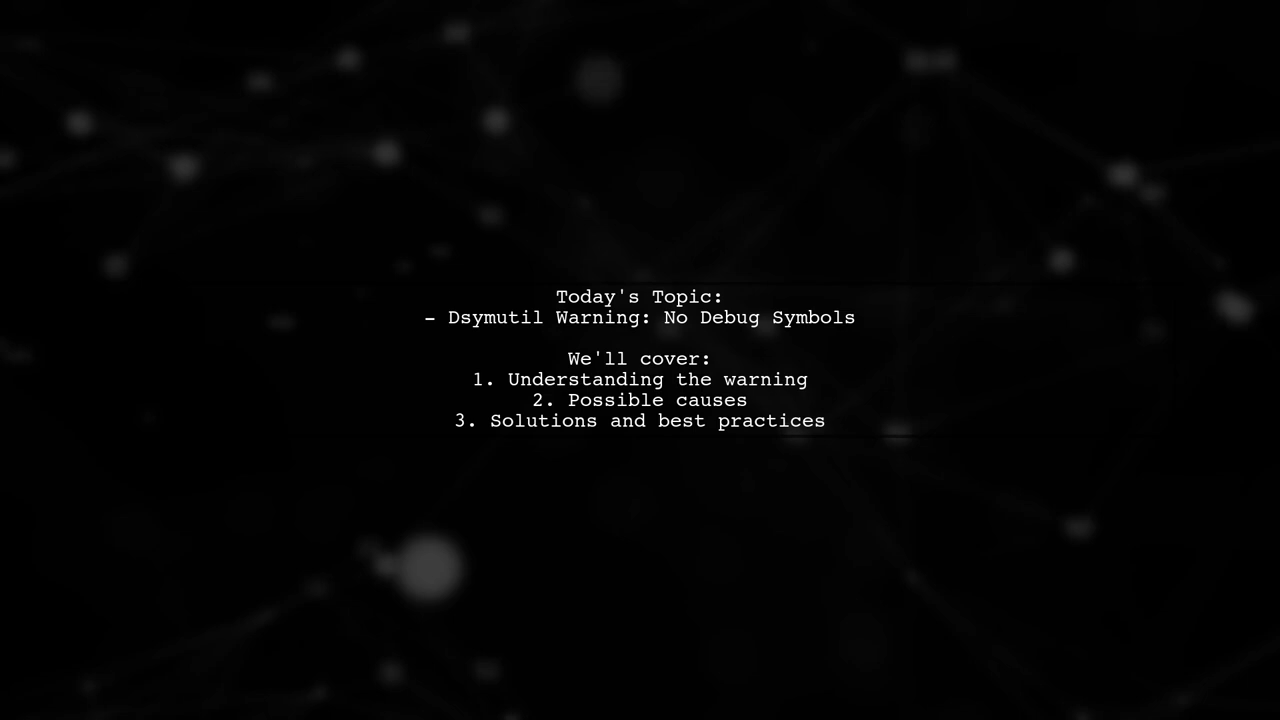 Today's Topic:
- Dsymutil Warning: No Debug Symbols
We'll cover:
1. Understanding the warning
2. Possible causes
3. Solutions and best practices